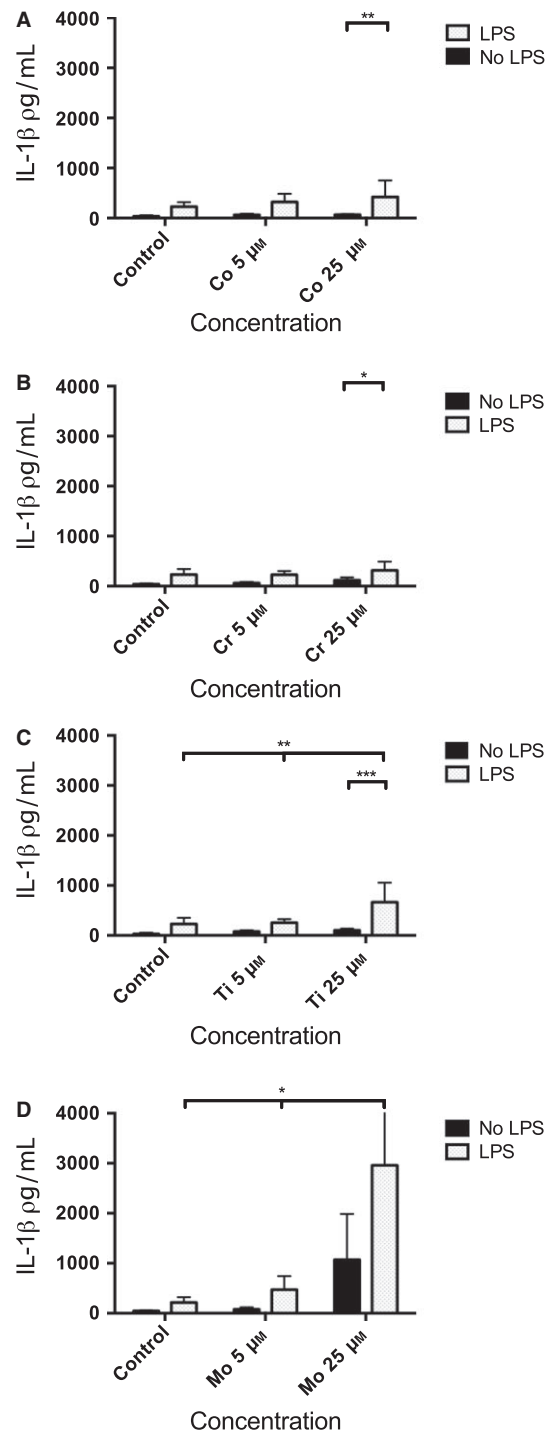 A
4000
**
LPS
No LPS
3000
IL-1β ρg/mL
2000
1000
0
Control
Co 5 µM
Co 25 µM
Concentration
B
4000
*
No LPS
LPS
3000
IL-1β ρg/mL
2000
1000
0
Control
Cr 5 µM
Cr 25 µM
Concentration
C
4000
**
No LPS
LPS
***
3000
IL-1β ρg/mL
2000
1000
0
Control
Ti 5 µM
Ti 25 µM
Concentration
D
*
4000
No LPS
LPS
3000
IL-1β ρg/mL
2000
1000
0
Control
Mo 5 µM
Mo 25 µM
Concentration